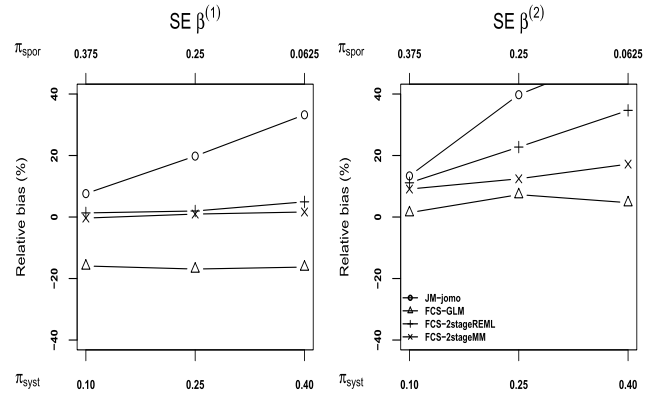 SE β(1)
SE β(2)
πspor
0.375 0.25 0.0625
πspor
0.375 0.25 0.0625
Relative bias (%)
40
20
0
−20
−40
Relative bias (%)
40
20
0
−20
−40
JM−jomo
FCS−GLM
FCS−2stageREML
FCS−2stageMM
πsyst
0.10 0.25 0.40
πsyst
0.10 0.25 0.40